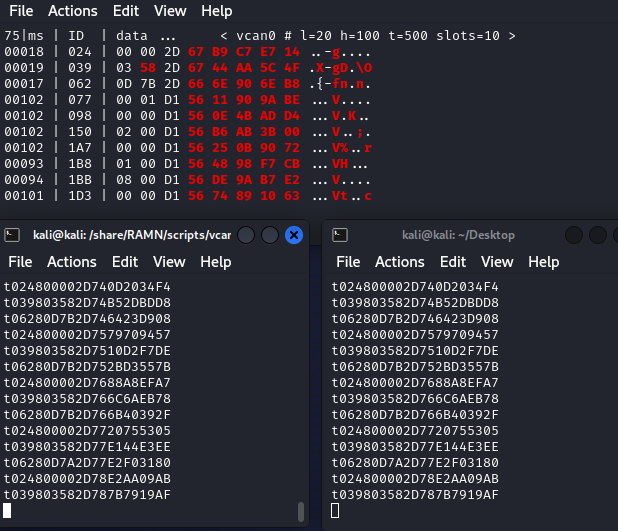 File Actions Edit View Help
75|ms | ID | data ... < vcan0 # l=20 h=100 t=500 slots=10 >
00018 | 024 | 00 00 2D 67 B9 C7 E7 14 ..-g....
00019 | 039 | 03 58 2D 67 44 AA 5C 4F .X-gD.\O
00017 | 062 | 0D 7B 2D 66 6E 90 6E B8 .{-fn.n.
00102 | 077 | 00 01 D1 56 11 90 9A BE ...V....
00102 | 098 | 00 00 D1 56 0E 4B AD D4 ...V.K..
00102 | 150 | 02 00 D1 56 B6 AB 3B 00 ...V..;.
00102 | 1A7 | 00 00 D1 56 25 0B 90 72 ...V%..r
00093 | 1B8 | 01 00 D1 56 48 98 F7 CB ...VH...
00094 | 1BB | 08 00 D1 56 DE 9A B7 E2 ...V....
00101 | 1D3 | 00 00 D1 56 74 89 10 63 ...Vt..c
kali@kali: /share/RAMN/scripts/vcan
File Actions Edit View Help
t024800002D740D2034F4
t039803582D74B52DBDD8
t06280D7B2D746423D908
t024800002D7579709457
t039803582D7510D2F7DE
t06280D7B2D752BD3557B
t024800002D7688A8EFA7
t039803582D766C6AEB78
t06280D7B2D766B40392F
t024800002D7720755305
t039803582D77E144E3EE
t06280D7A2D77E2F03180
t024800002D78E2AA09AB
t039803582D787B7919AF
kali@kali: ~/Desktop
File Actions Edit View Help
t024800002D740D2034F4
t039803582D74B52DBDD8
t06280D7B2D746423D908
t024800002D7579709457
t039803582D7510D2F7DE
t06280D7B2D752BD3557B
t024800002D7688A8EFA7
t039803582D766C6AEB78
t06280D7B2D766B40392F
t024800002D7720755305
t039803582D77E144E3EE
t06280D7A2D77E2F03180
t024800002D78E2AA09AB
t039803582D787B7919AF